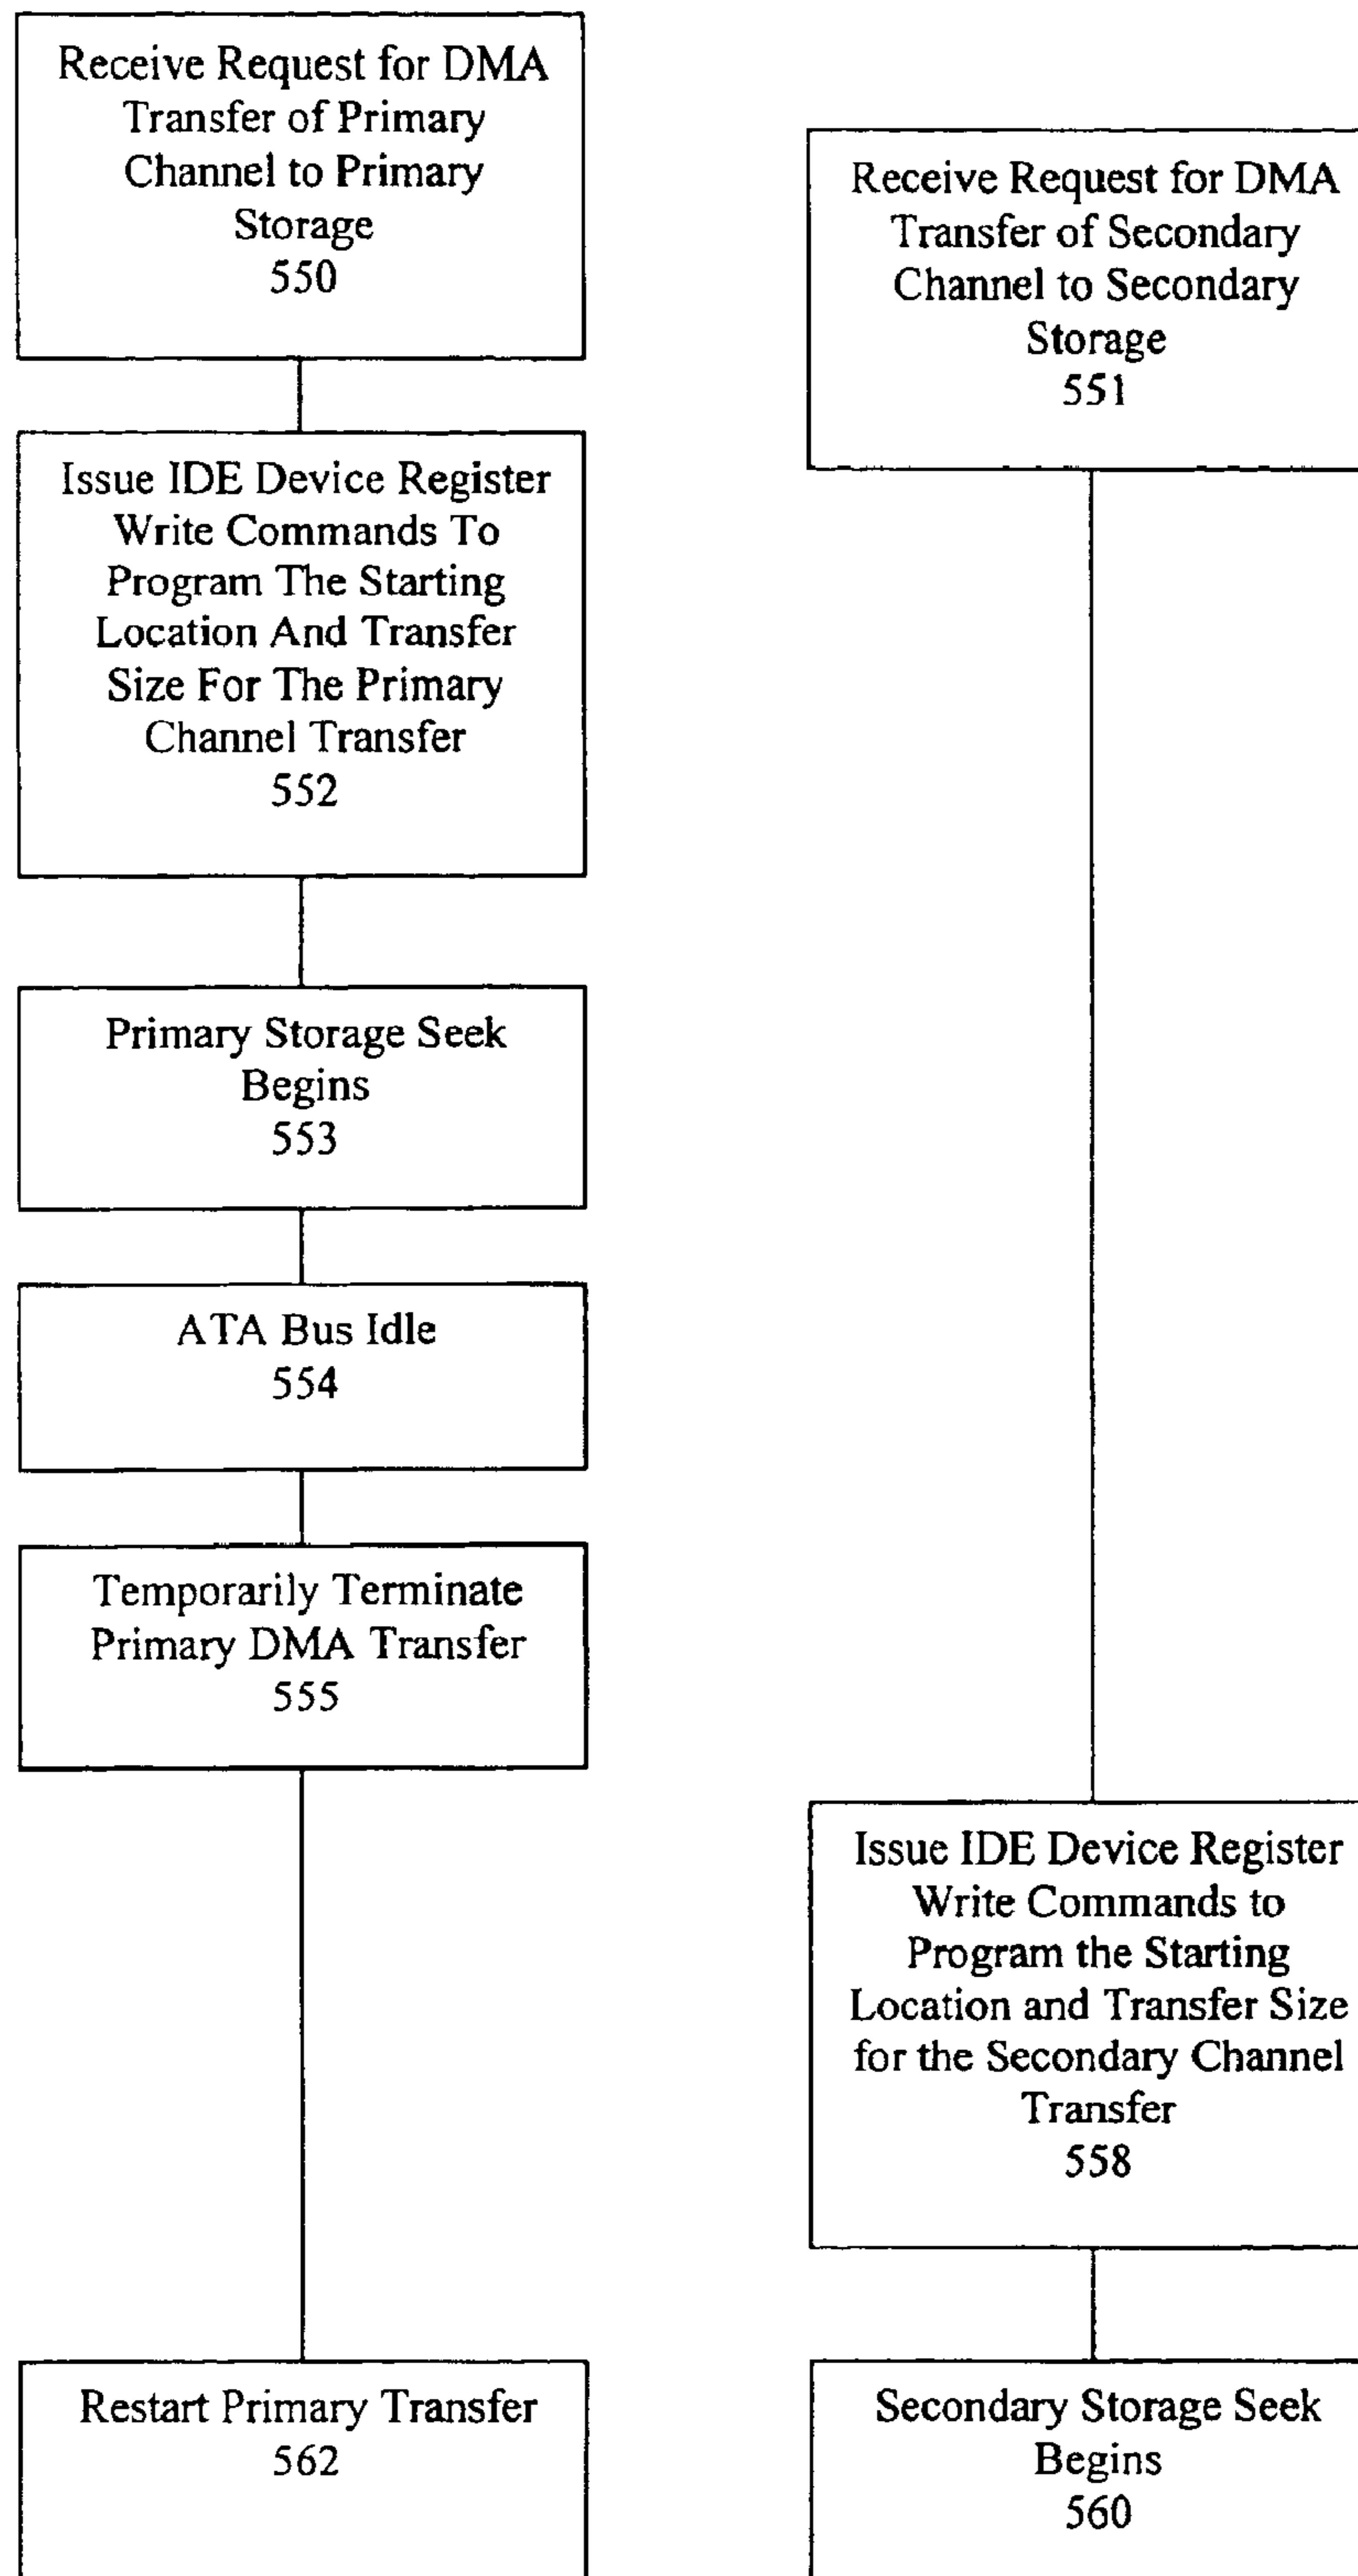 Receive Request for DMA
Transfer of Primary
Channel to Primary
Storage
550
Issue IDE Device Register
Write Commands To
Program The Starting
Location And Transfer
Size For The Primary
Channel Transfer
552
Primary Storage Seek
Begins
553
ATA Bus Idle
554
Temporarily Terminate
Primary DMA Transfer
555
Restart Primary Transfer
562
Receive Request for DMA
Transfer of Secondary
Channel to Secondary
Storage
551
Issue IDE Device Register
Write Commands to
Program the Starting
Location and Transfer Size
for the Secondary Channel
Transfer
558
Secondary Storage Seek
Begins
560